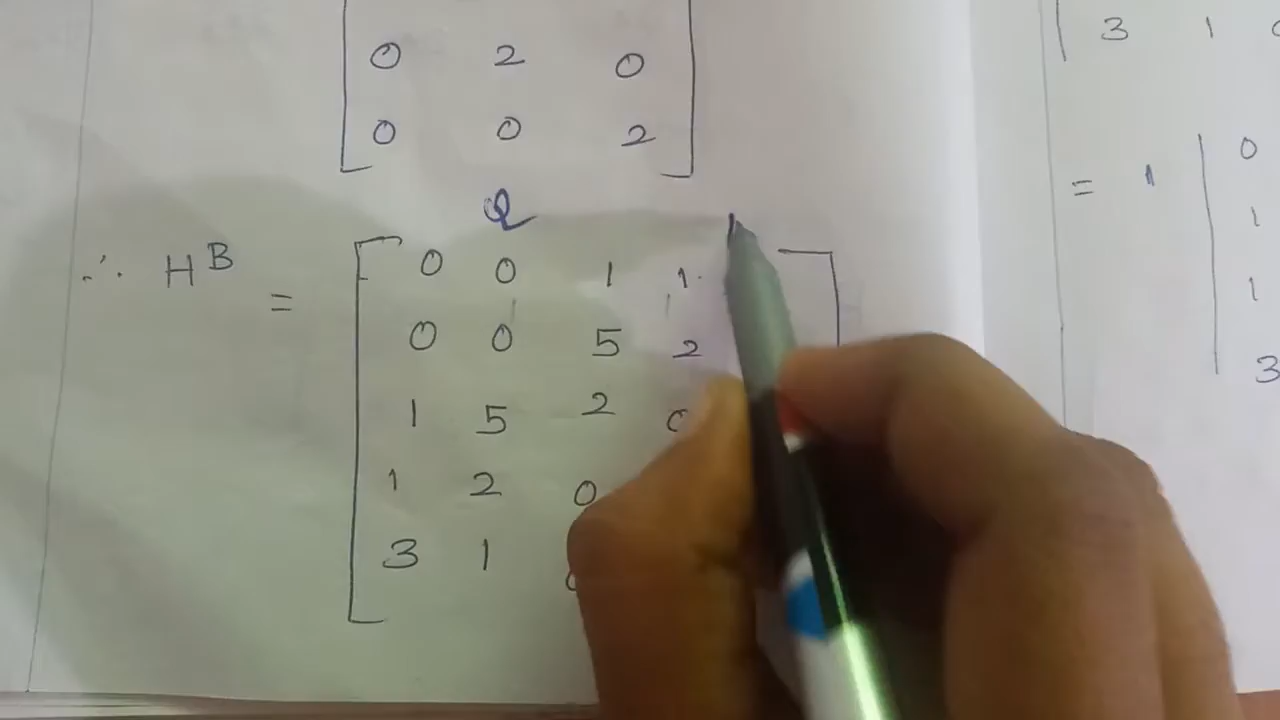 0 2 0
0 0 2
Q
∴ H^B =
0 0 1 1
0 0 5 2
1 5 2
1 2 0
3 1
3 1
= 1
0
1
1
3